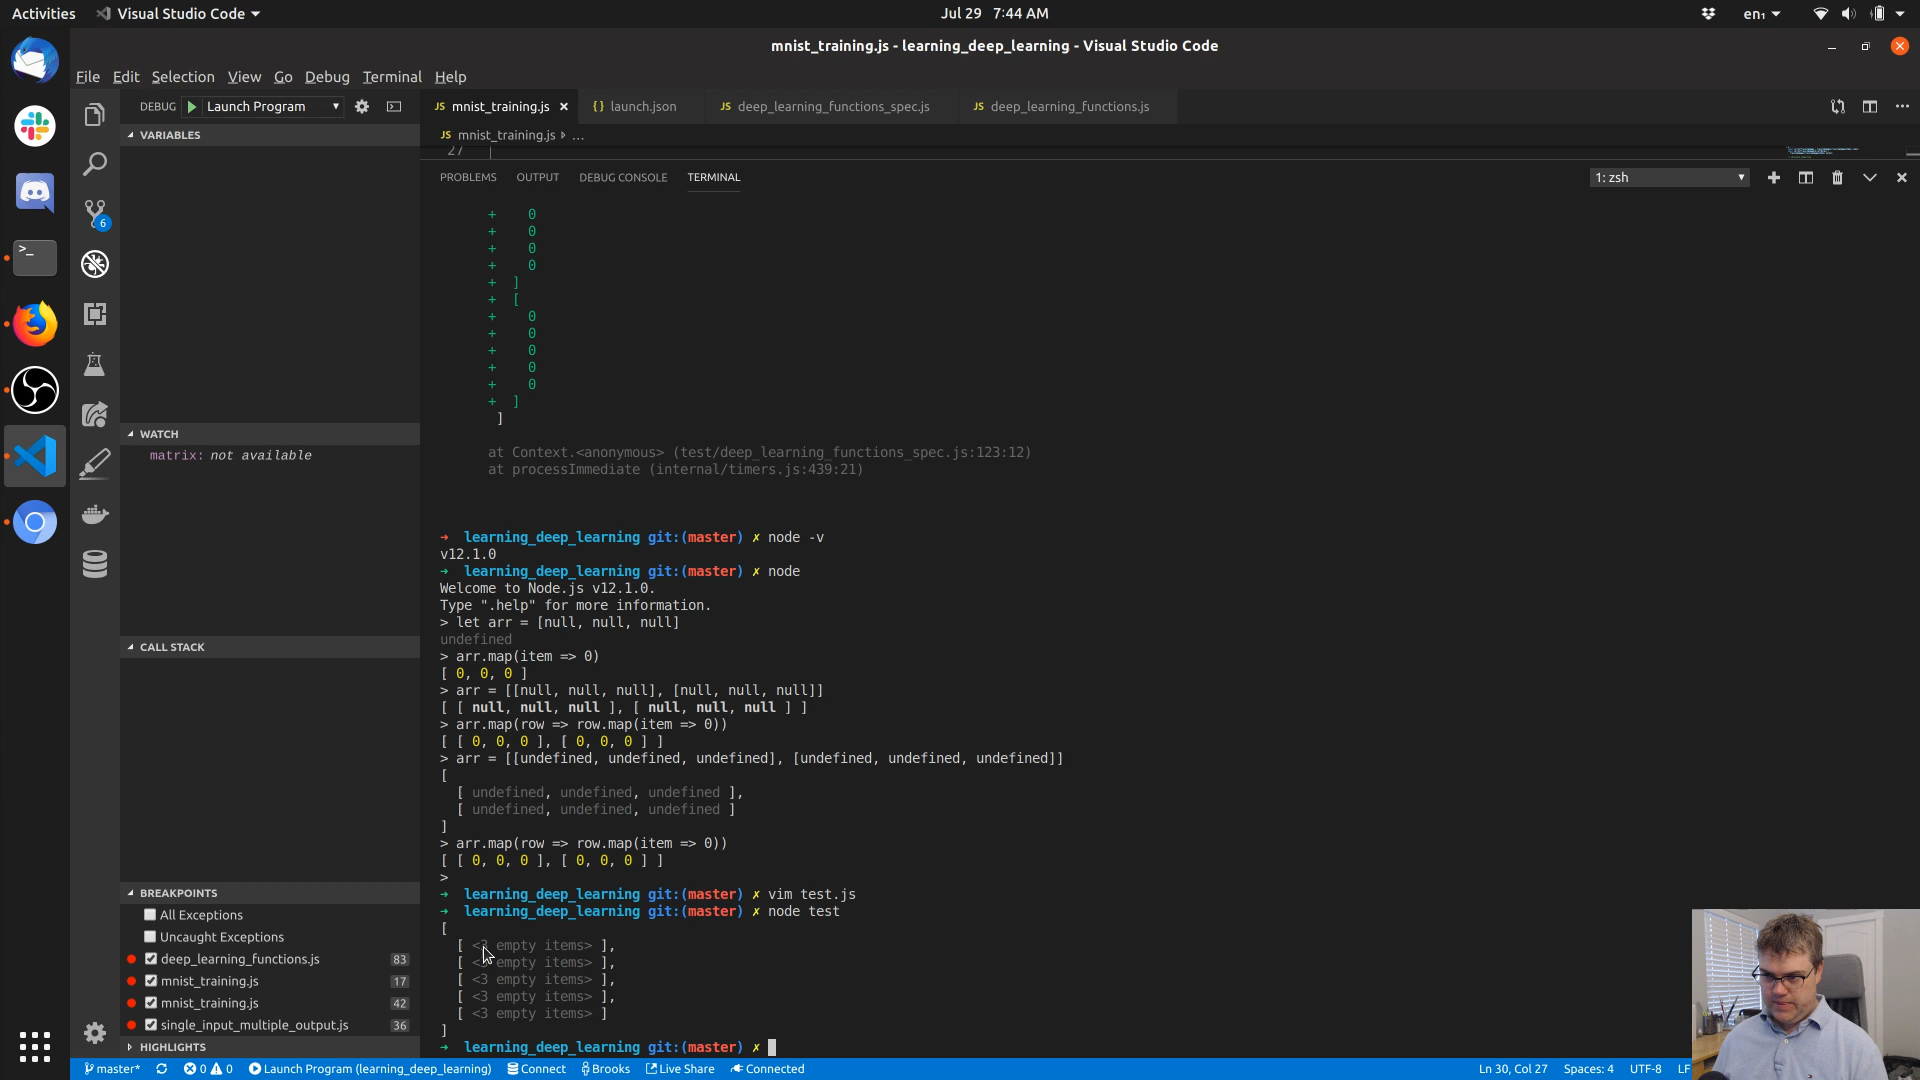 Activities
Visual Studio Code
Jul 29 7:44 AM
en₁
mnist_training.js - learning_deep_learning - Visual Studio Code
File Edit Selection View Go Debug Terminal Help
DEBUG Launch Program
JS mnist_training.js
{} launch.json
JS deep_learning_functions_spec.js
JS deep_learning_functions.js
6
VARIABLES
JS mnist_training.js ...
27
PROBLEMS OUTPUT DEBUG CONSOLE TERMINAL
1: zsh
+ 0
+ 0
+ 0
+ 0
+ ]
+ [
+ 0
+ 0
+ 0
+ 0
+ 0
+ ]
]
at Context.<anonymous> (test/deep_learning_functions_spec.js:123:12)
at processImmediate (internal/timers.js:439:21)
➜ learning_deep_learning git:(master) ✗ node -v
v12.1.0
➜ learning_deep_learning git:(master) ✗ node
Welcome to Node.js v12.1.0.
Type ".help" for more information.
> let arr = [null, null, null]
undefined
> arr.map(item => 0)
[ 0, 0, 0 ]
> arr = [[null, null, null], [null, null, null]]
[ [ null, null, null ], [ null, null, null ] ]
> arr.map(row => row.map(item => 0))
[ [ 0, 0, 0 ], [ 0, 0, 0 ] ]
> arr = [[undefined, undefined, undefined], [undefined, undefined, undefined]]
[
[ undefined, undefined, undefined ],
[ undefined, undefined, undefined ]
]
> arr.map(row => row.map(item => 0))
[ [ 0, 0, 0 ], [ 0, 0, 0 ] ]
>
➜ learning_deep_learning git:(master) ✗ vim test.js
➜ learning_deep_learning git:(master) ✗ node test
[
[ <3 empty items> ],
[ <3 empty items> ],
[ <3 empty items> ],
[ <3 empty items> ],
[ <3 empty items> ]
]
➜ learning_deep_learning git:(master) ✗
WATCH
matrix: not available
CALL STACK
BREAKPOINTS
All Exceptions
Uncaught Exceptions
deep_learning_functions.js 83
mnist_training.js 17
mnist_training.js 42
single_input_multiple_output.js 36
HIGHLIGHTS
master* 0 0 Launch Program (learning_deep_learning) Connect Brooks Live Share Connected
Ln 30, Col 27 Spaces: 4 UTF-8 LF